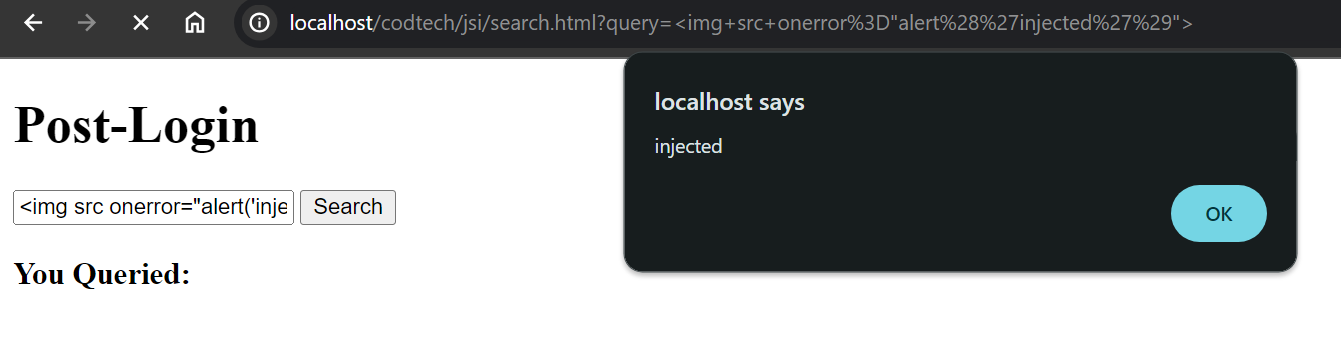 localhost/codtech/jsi/search.html?query=<img+src+onerror%3D"alert%28%27injected%27%29">
localhost says
injected
OK
Post-Login
<img src onerror="alert('inje
Search
You Queried: